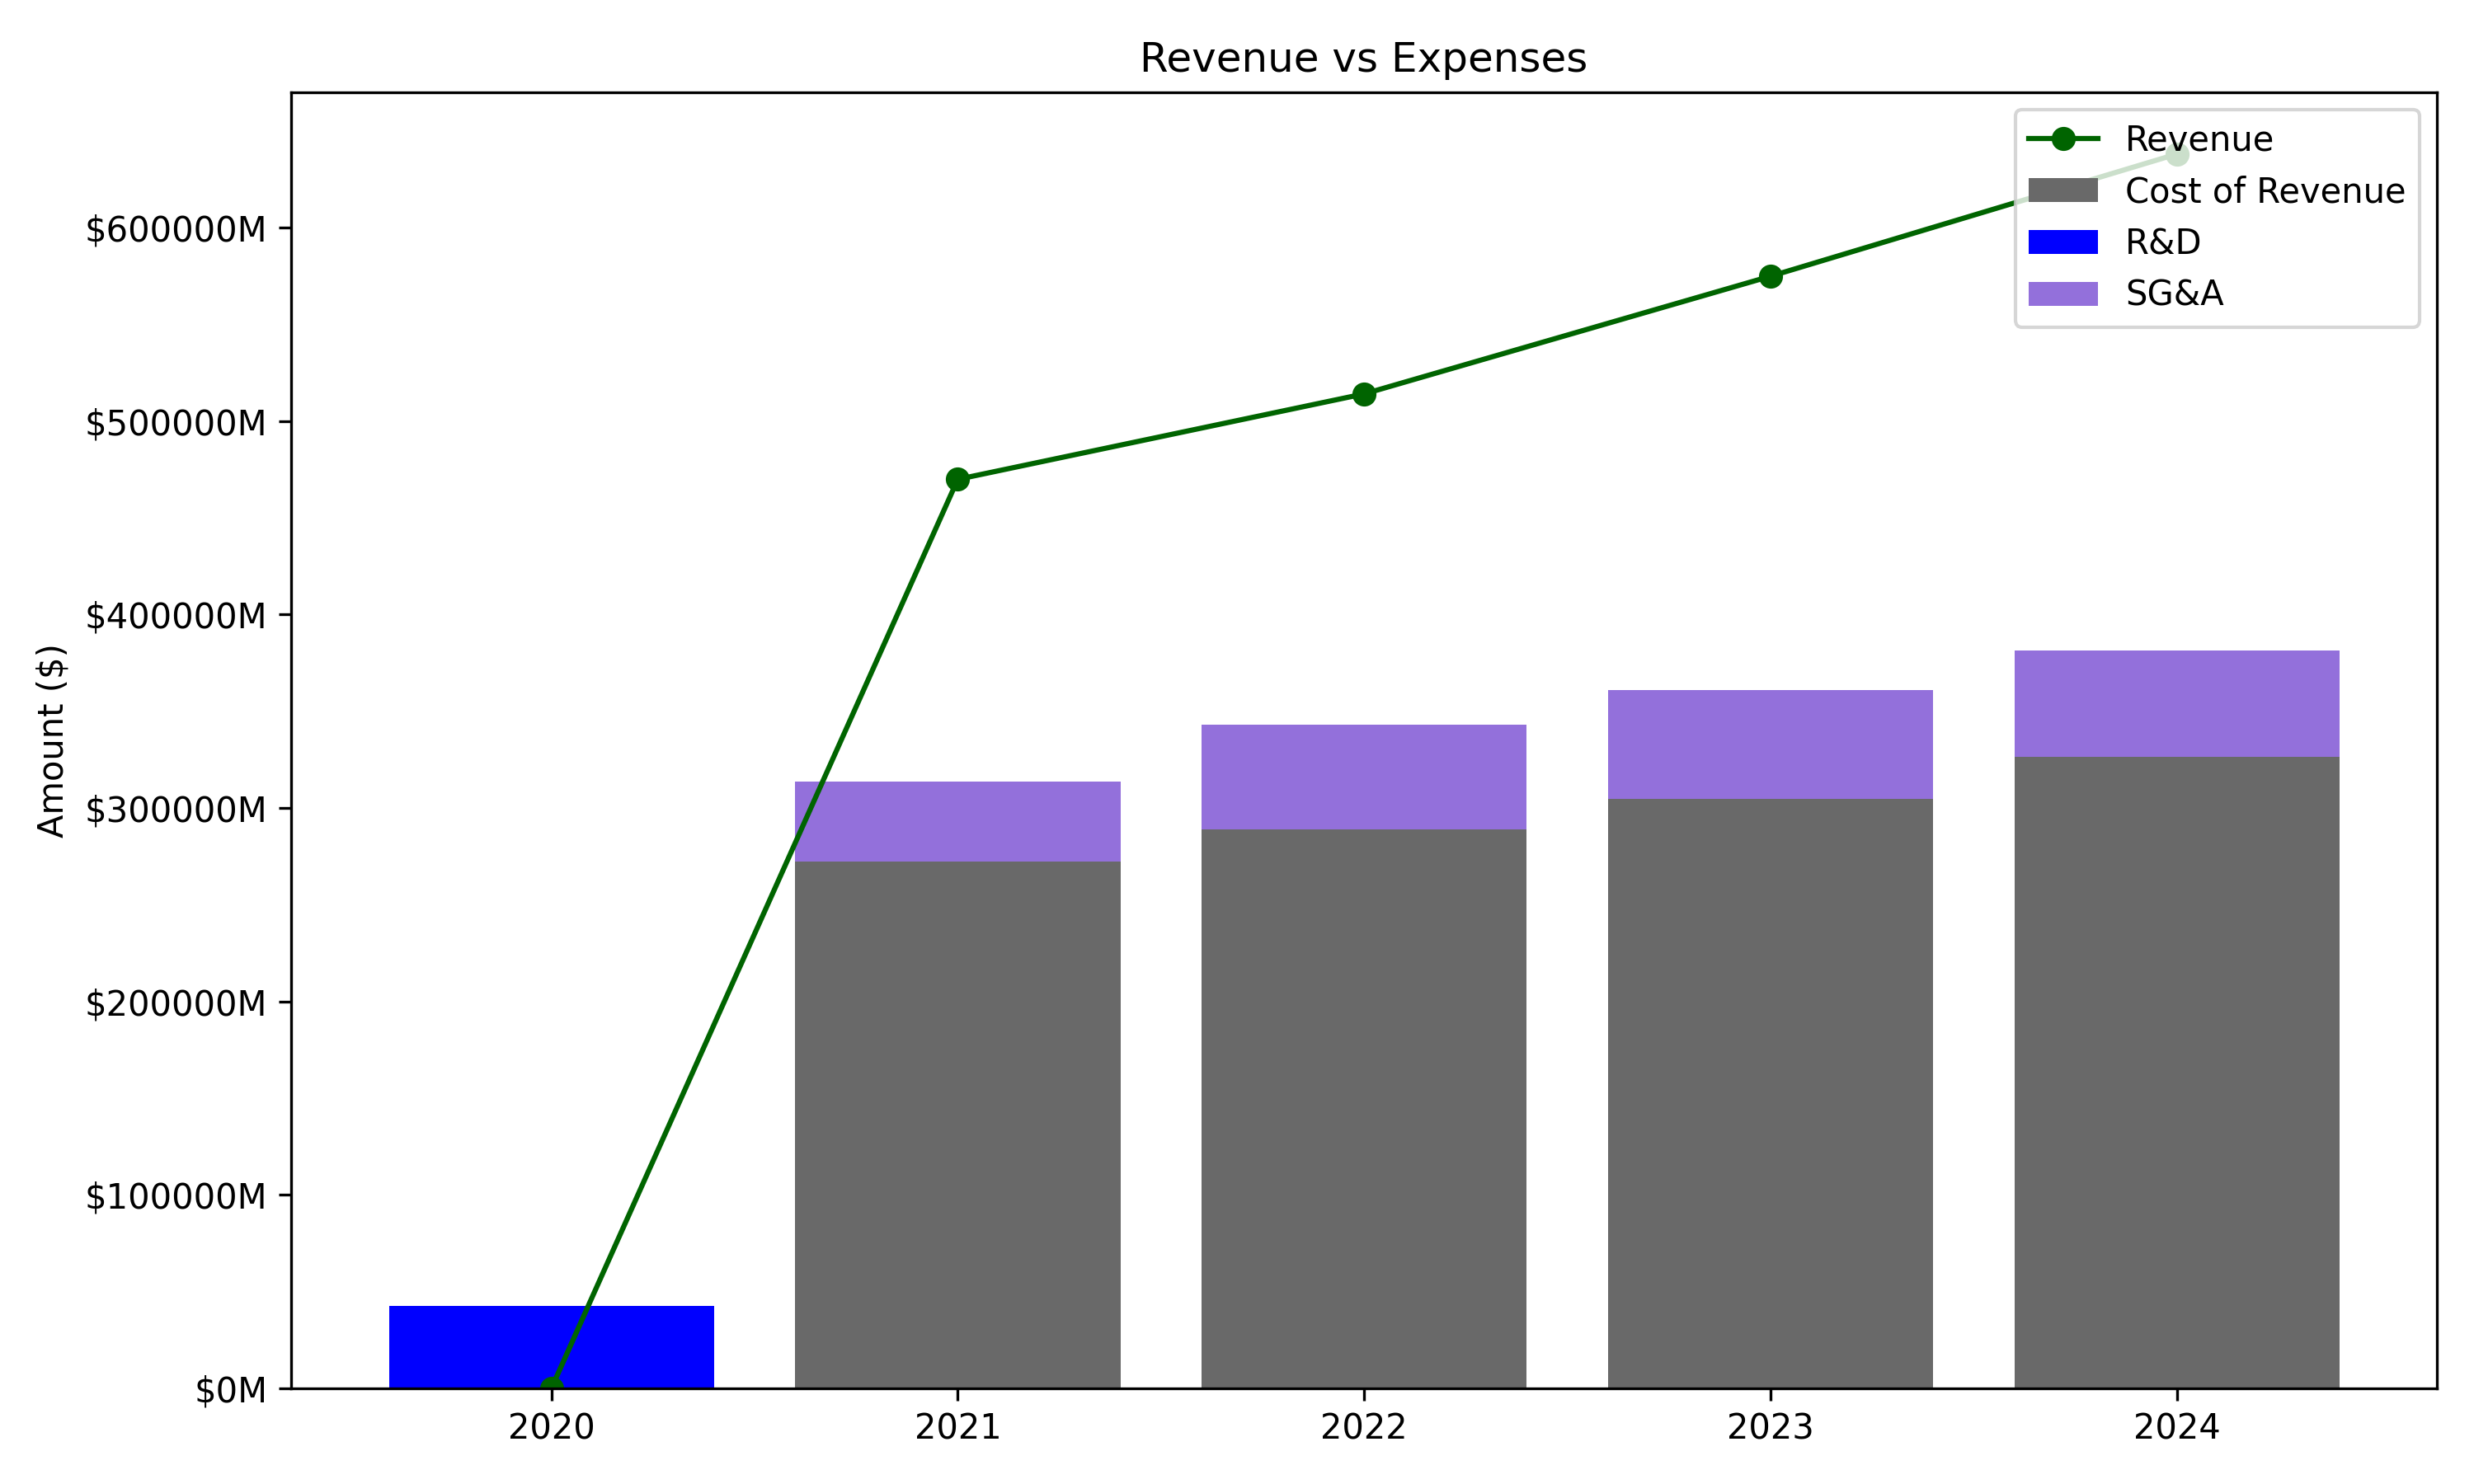 Revenue vs Expenses
Revenue
Cost of Revenue
R&D
SG&A
Amount ($)
$600000M
$500000M
$400000M
$300000M
$200000M
$100000M
$0M
2020
2021
2022
2023
2024